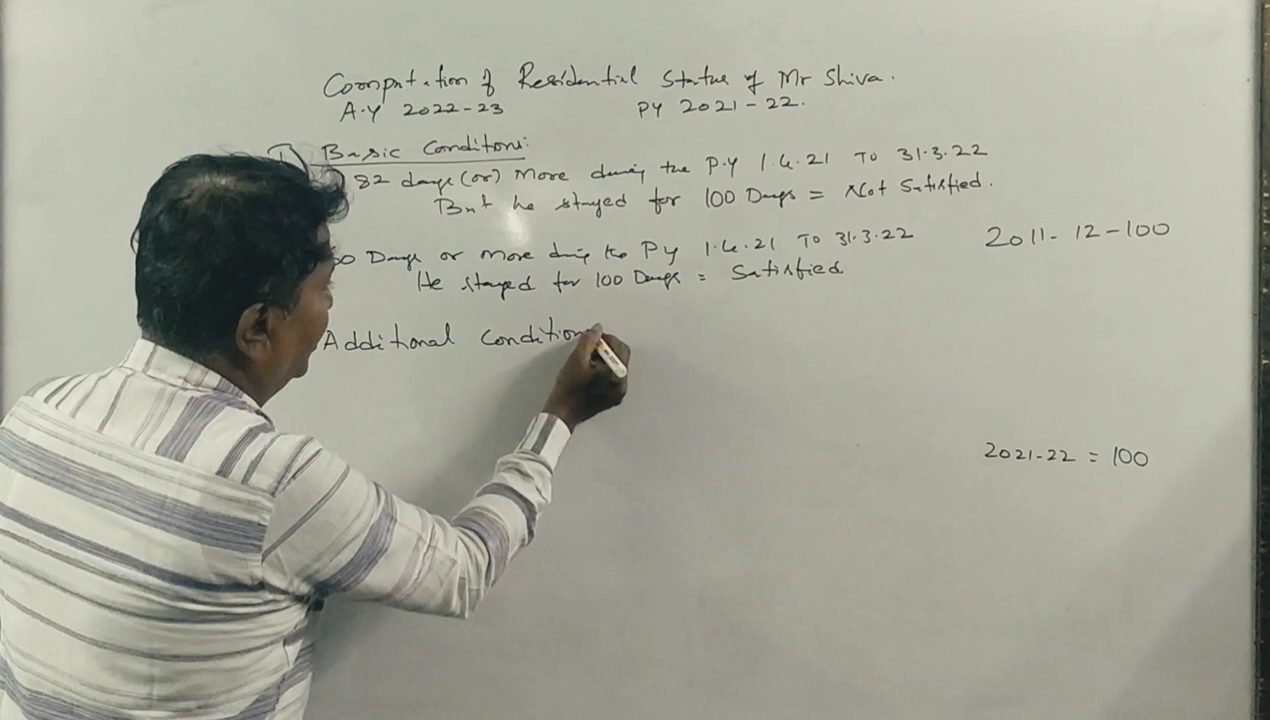 Computation of Residential Status of Mr Shiva.
A.Y 2022-23 PY 2021-22.
I) Basic Conditions:
82 days (or) More during the P.Y 1.4.21 TO 31.3.22
But he stayed for 100 Days = Not Satisfied.
60 Days or more during the PY 1.4.21 TO 31.3.22
He stayed for 100 Days = Satisfied
2011-12-100
Additional Condition
2021-22 = 100